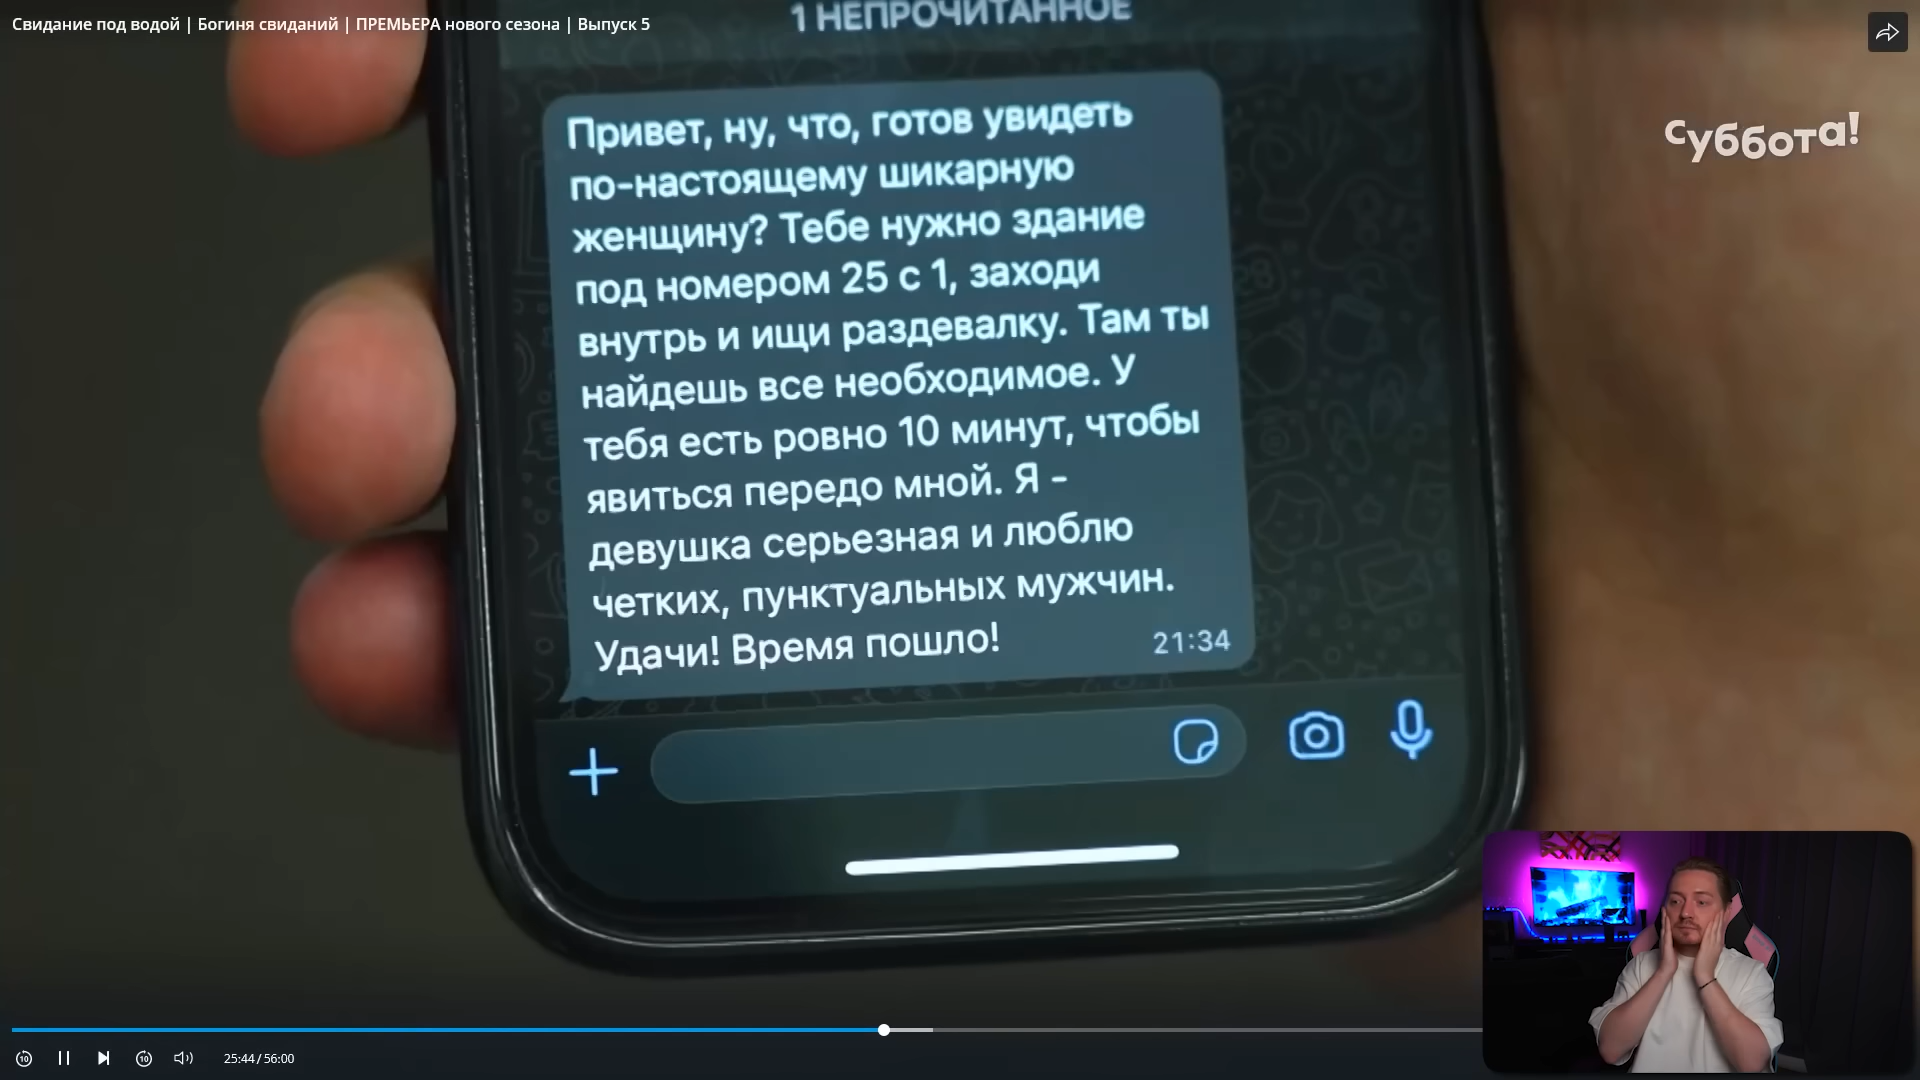 Свидание под водой | Богиня свиданий | ПРЕМЬЕРА нового сезона | Выпуск 5
1 НЕПРОЧИТАННОЕ
суббота!
Привет, ну, что, готов увидеть
по-настоящему шикарную
женщину? Тебе нужно здание
под номером 25 с 1, заходи
внутрь и ищи раздевалку. Там ты
найдешь все необходимое. У
тебя есть ровно 10 минут, чтобы
явиться передо мной. Я -
девушка серьезная и люблю
четких, пунктуальных мужчин.
Удачи! Время пошло!
21:34
10
10
25:44 / 56:00